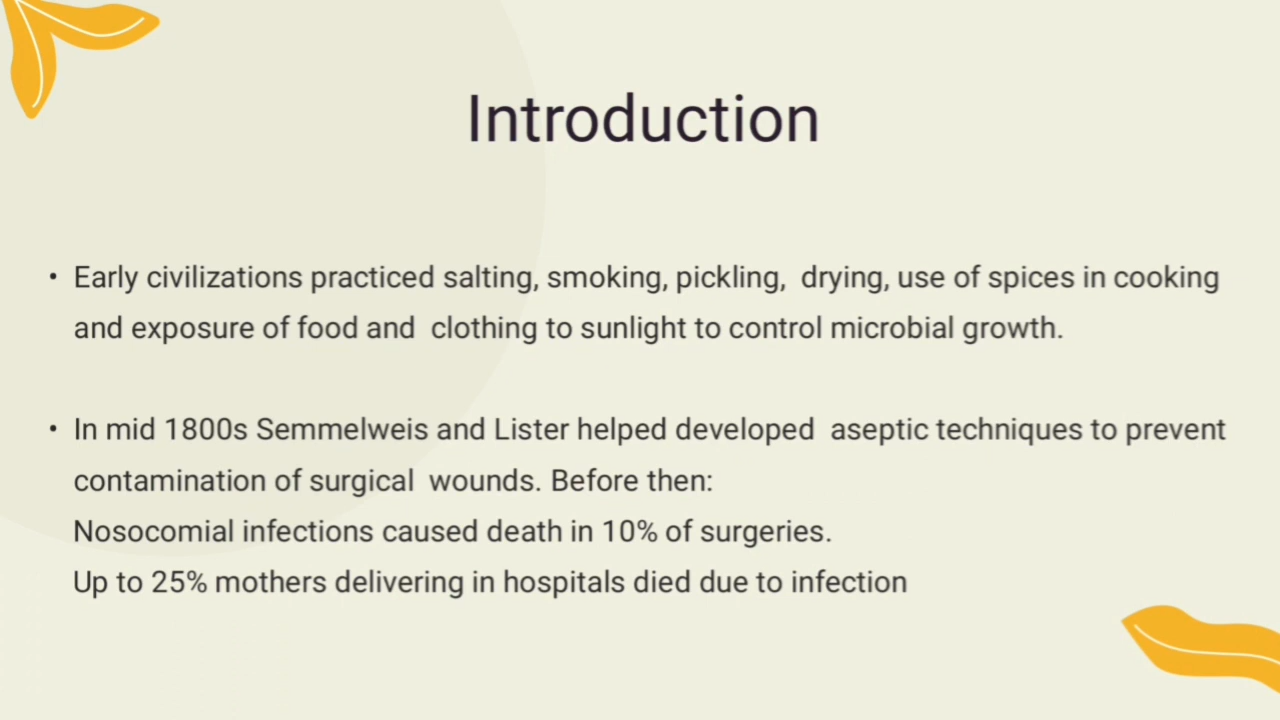 Introduction
• Early civilizations practiced salting, smoking, pickling,  drying, use of spices in cooking
and exposure of food and  clothing to sunlight to control microbial growth.
• In mid 1800s Semmelweis and Lister helped developed  aseptic techniques to prevent
contamination of surgical  wounds. Before then:
Nosocomial infections caused death in 10% of surgeries.
Up to 25% mothers delivering in hospitals died due to infection